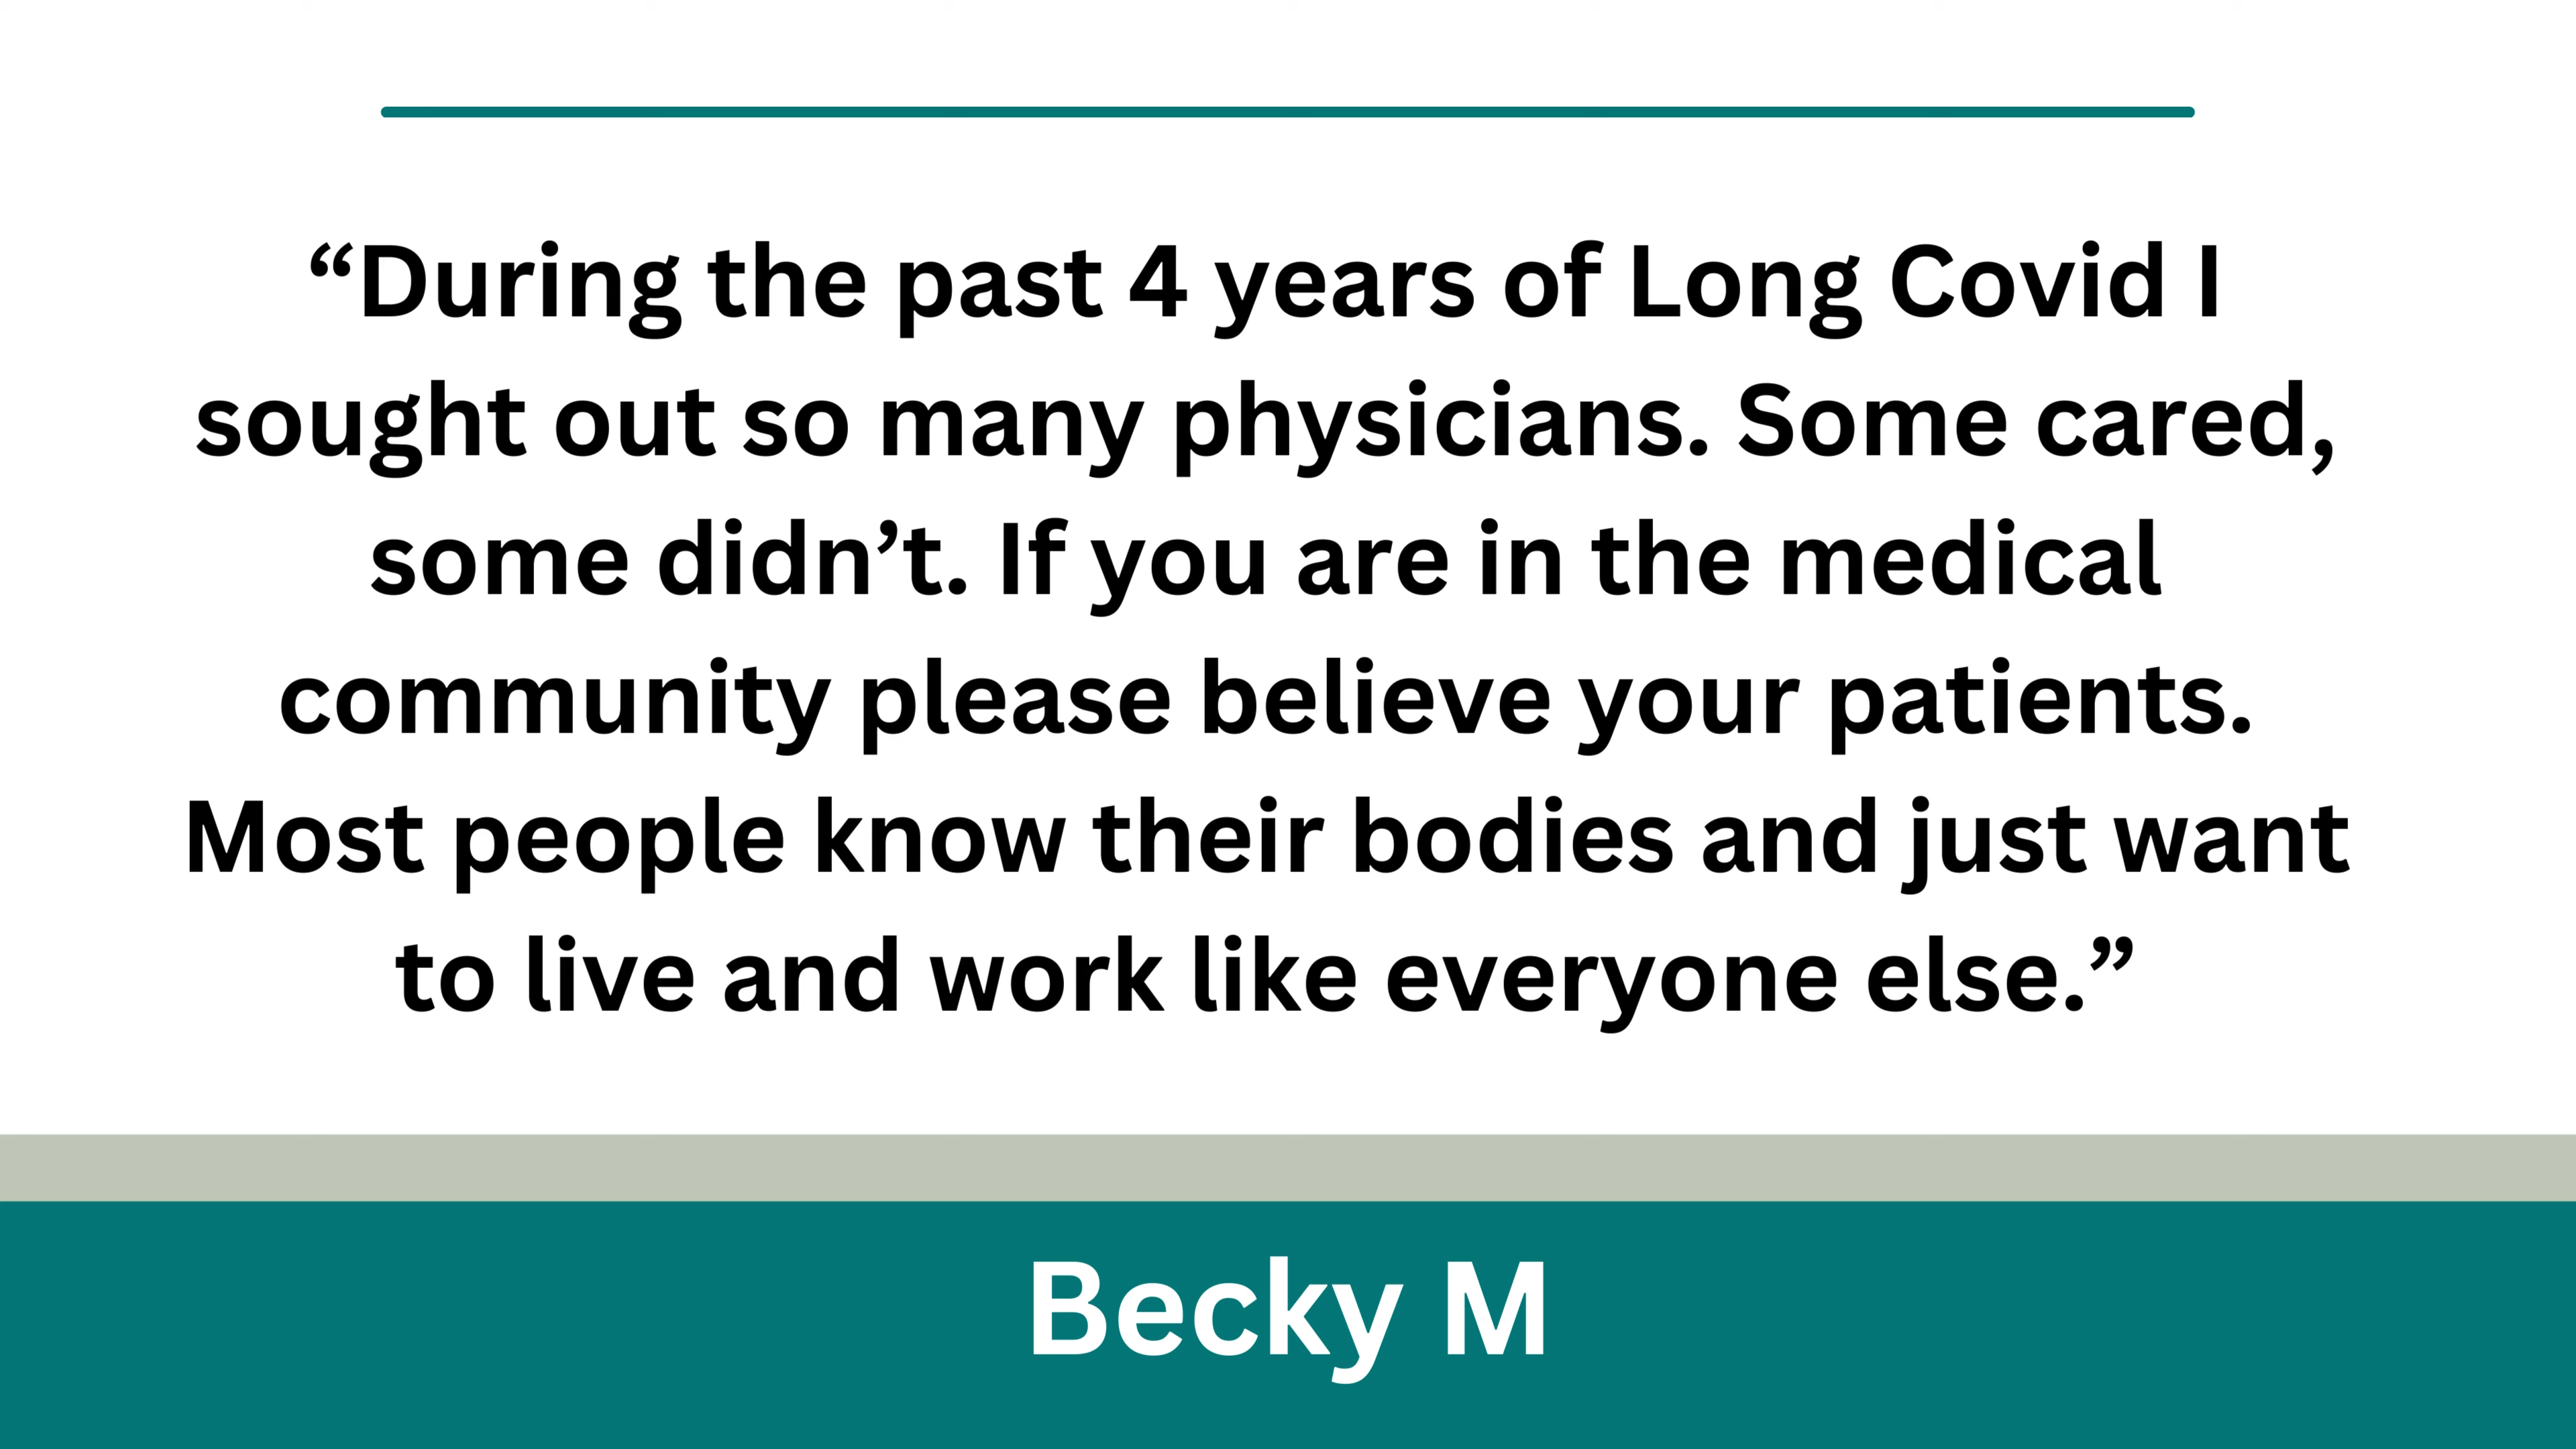 “During the past 4 years of Long Covid I
sought out so many physicians. Some cared,
some didn’t. If you are in the medical
community please believe your patients.
Most people know their bodies and just want
to live and work like everyone else.”
Becky M